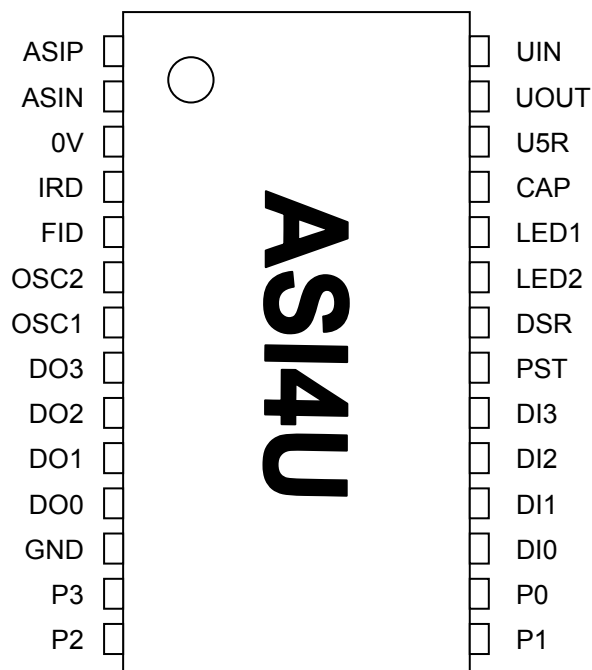 ASIP
ASIN
0V
IRD
FID
OSC2
OSC1
DO3
DO2
DO1
DO0
GND
P3
P2
ASI4U
UIN
UOUT
U5R
CAP
LED1
LED2
DSR
PST
DI3
DI2
DI1
DI0
P0
P1